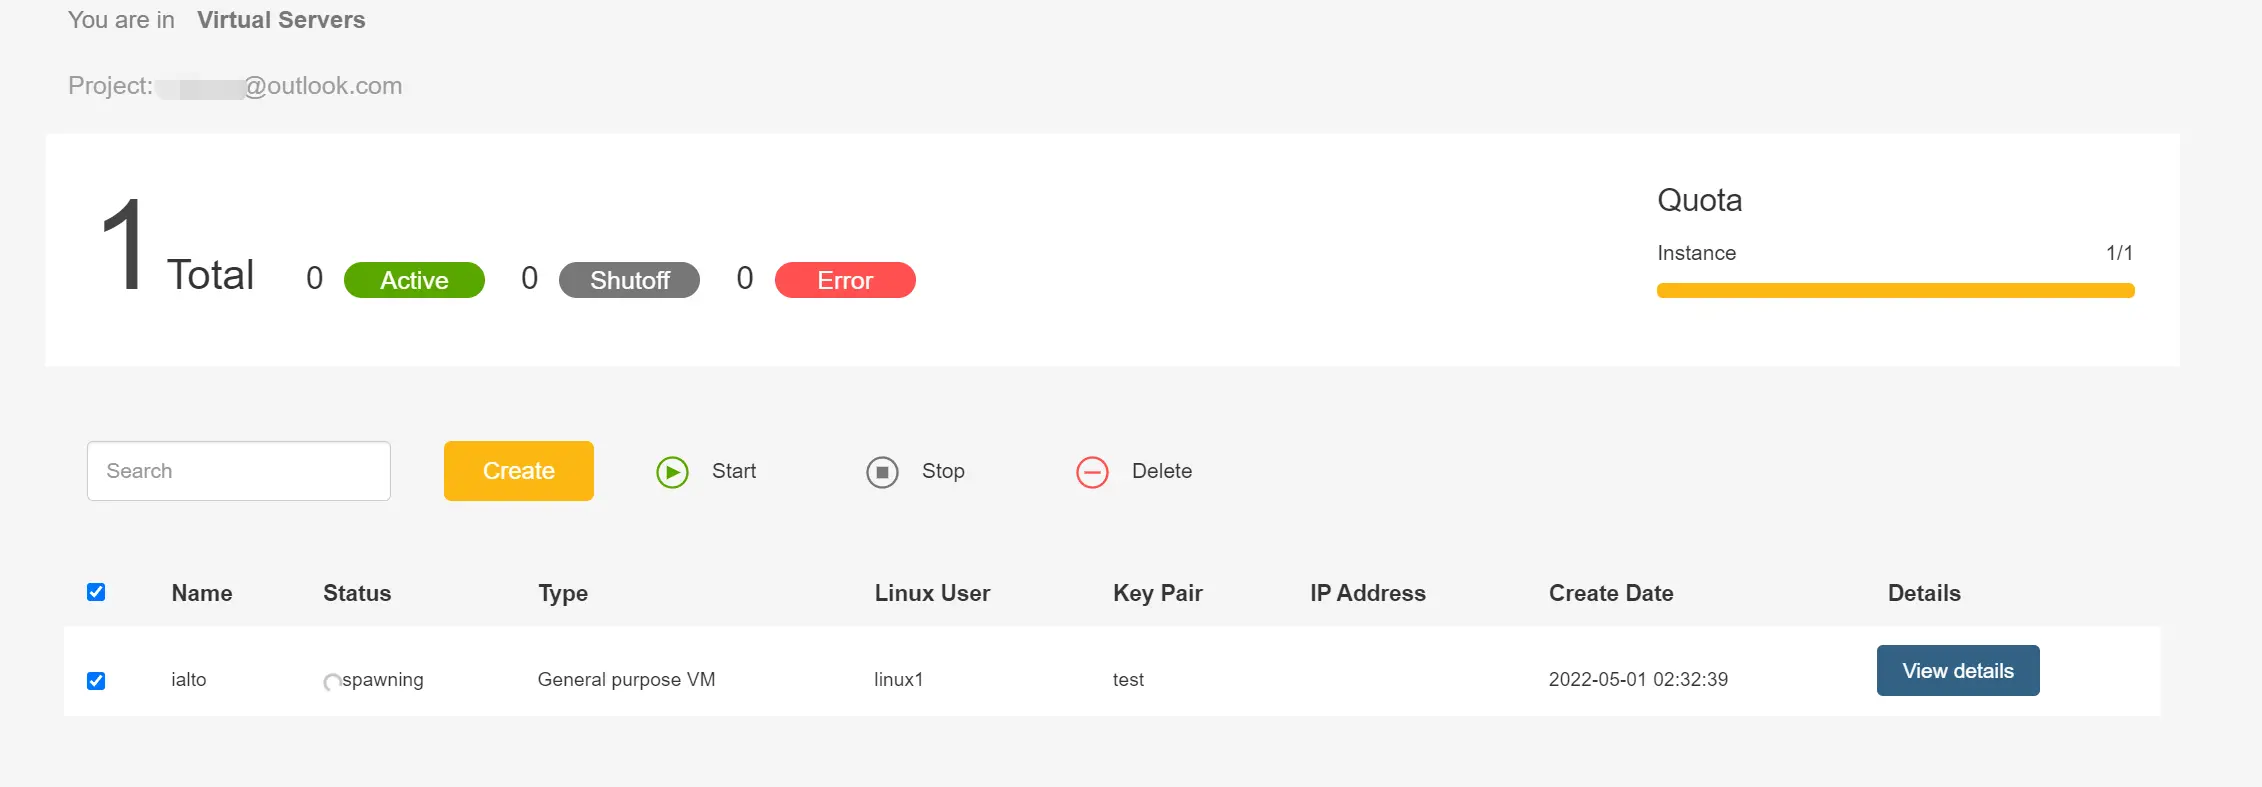 You are in Virtual Servers
Project: @outlook.com
1 Total 0 Active 0 Shutoff 0 Error
Quota
Instance 1/1
Search Create Start Stop Delete
Name Status Type Linux User Key Pair IP Address Create Date Details
ialto spawning General purpose VM linux1 test 2022-05-01 02:32:39 View details